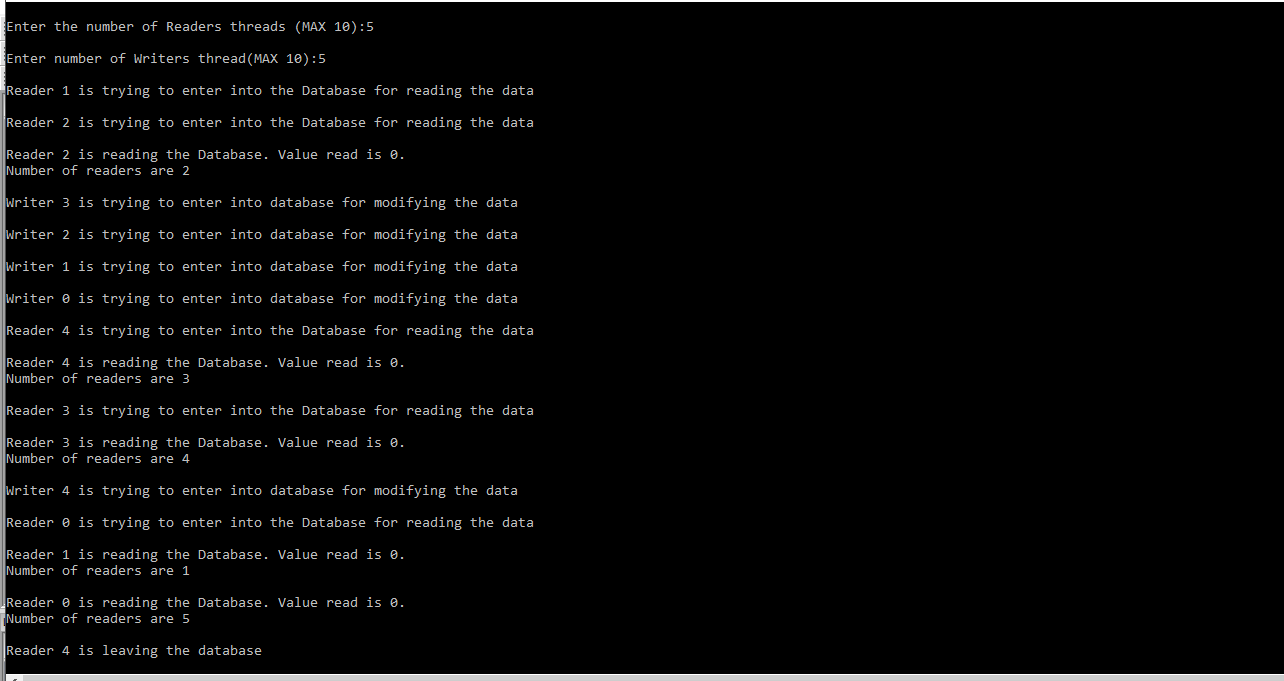 Enter the number of Readers threads (MAX 10):5
Enter number of Writers thread(MAX 10):5
Reader 1 is trying to enter into the Database for reading the data
Reader 2 is trying to enter into the Database for reading the data
Reader 2 is reading the Database. Value read is 0.
Number of readers are 2
Writer 3 is trying to enter into database for modifying the data
Writer 2 is trying to enter into database for modifying the data
Writer 1 is trying to enter into database for modifying the data
Writer 0 is trying to enter into database for modifying the data
Reader 4 is trying to enter into the Database for reading the data
Reader 4 is reading the Database. Value read is 0.
Number of readers are 3
Reader 3 is trying to enter into the Database for reading the data
Reader 3 is reading the Database. Value read is 0.
Number of readers are 4
Writer 4 is trying to enter into database for modifying the data
Reader 0 is trying to enter into the Database for reading the data
Reader 1 is reading the Database. Value read is 0.
Number of readers are 1
Reader 0 is reading the Database. Value read is 0.
Number of readers are 5
Reader 4 is leaving the database